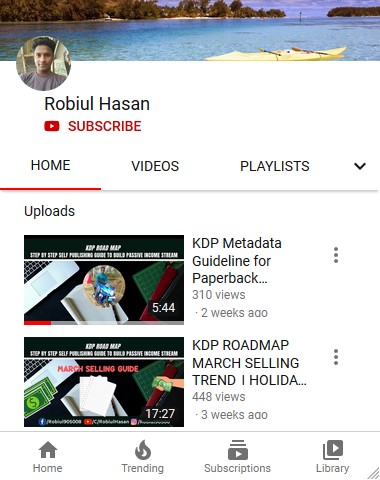 Robiul Hasan
SUBSCRIBE
HOME VIDEOS PLAYLISTS
Uploads
KDP ROAD MAP
STEP BY STEP SELF PUBLISHING GUIDE TO BUILD PASSIVE INCOME STREAM
5:44
KDP Metadata
Guideline for
Paperback…
310 views
· 2 weeks ago
KDP ROAD MAP
STEP BY STEP SELF PUBLISHING GUIDE TO BUILD PASSIVE INCOME STREAM
MARCH SELLING GUIDE
/Robiul905008 /C/RobiulHasan
17:27
KDP ROADMAP
MARCH SELLING
TREND । HOLIDA…
448 views
· 3 weeks ago
Home Trending Subscriptions Library